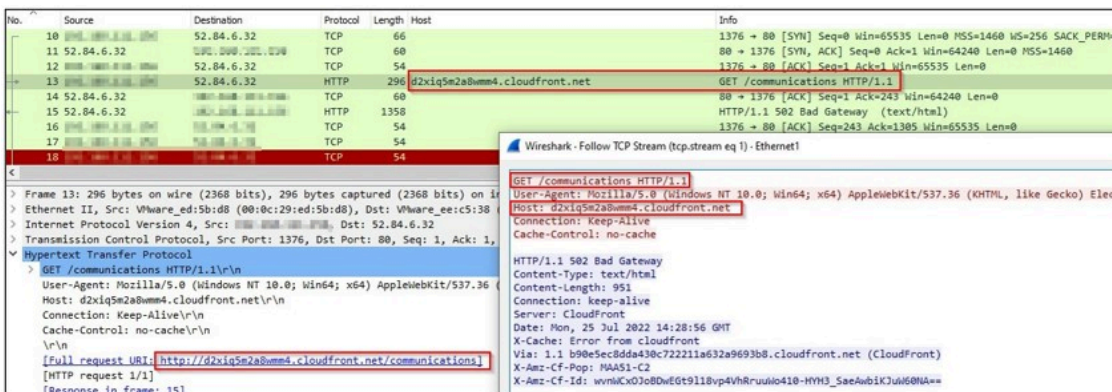 No. Source Destination Protocol Length Host Info
10 52.84.6.32 TCP 66 1376 → 80 [SYN] Seq=0 Win=65535 Len=0 MSS=1460 WS=256 SACK_PERM
11 52.84.6.32 TCP 60 80 → 1376 [SYN, ACK] Seq=0 Ack=1 Win=64240 Len=0 MSS=1460
12 52.84.6.32 TCP 54 1376 → 80 [ACK] Seq=1 Ack=1 Win=65535 Len=0
13 52.84.6.32 HTTP 296 d2xiq5m2a8wmm4.cloudfront.net GET /communications HTTP/1.1
14 52.84.6.32 TCP 60 80 → 1376 [ACK] Seq=1 Ack=243 Win=64240 Len=0
15 52.84.6.32 HTTP 1358 HTTP/1.1 502 Bad Gateway (text/html)
16 TCP 54 1376 → 80 [ACK] Seq=243 Ack=1305 Win=65535 Len=0
17 TCP 54
18 TCP 54
> Frame 13: 296 bytes on wire (2368 bits), 296 bytes captured (2368 bits) on i
> Ethernet II, Src: VMware_ed:5b:d8 (00:0c:29:ed:5b:d8), Dst: VMware_ee:c5:38 (
> Internet Protocol Version 4, Src: , Dst: 52.84.6.32
> Transmission Control Protocol, Src Port: 1376, Dst Port: 80, Seq: 1, Ack: 1,
Hypertext Transfer Protocol
> GET /communications HTTP/1.1\r\n
User-Agent: Mozilla/5.0 (Windows NT 10.0; Win64; x64) AppleWebKit/537.36 (
Host: d2xiq5m2a8wmm4.cloudfront.net\r\n
Connection: Keep-Alive\r\n
Cache-Control: no-cache\r\n
\r\n
[Full request URI: http://d2xiq5m2a8wmm4.cloudfront.net/communications]
[HTTP request 1/1]
[Response in frame: 15]
Wireshark - Follow TCP Stream (tcp.stream eq 1) - Ethernet1
GET /communications HTTP/1.1
User-Agent: Mozilla/5.0 (Windows NT 10.0; Win64; x64) AppleWebKit/537.36 (KHTML, like Gecko) Elec
Host: d2xiq5m2a8wmm4.cloudfront.net
Connection: Keep-Alive
Cache-Control: no-cache
HTTP/1.1 502 Bad Gateway
Content-Type: text/html
Content-Length: 951
Connection: keep-alive
Server: CloudFront
Date: Mon, 25 Jul 2022 14:28:56 GMT
X-Cache: Error from cloudfront
Via: 1.1 b90e5ec8dda430c722211a632a9693b8.cloudfront.net (CloudFront)
X-Amz-Cf-Pop: MAA51-C2
X-Amz-Cf-Id: